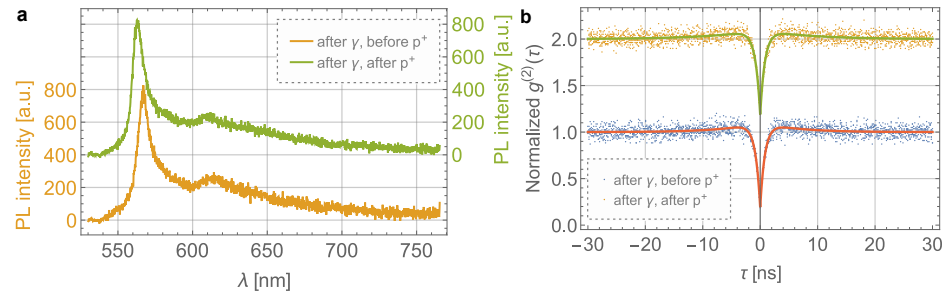 a
PL intensity [a.u.]
800
600
400
200
0
after γ, before p⁺
after γ, after p⁺
800
600
400
200
0
PL intensity [a.u.]
550 600 650 700 750
λ [nm]
b
Normalized g⁽²⁾(τ)
2.0
1.5
1.0
0.5
0.0
after γ, before p⁺
after γ, after p⁺
−30 −20 −10 0 10 20 30
τ [ns]